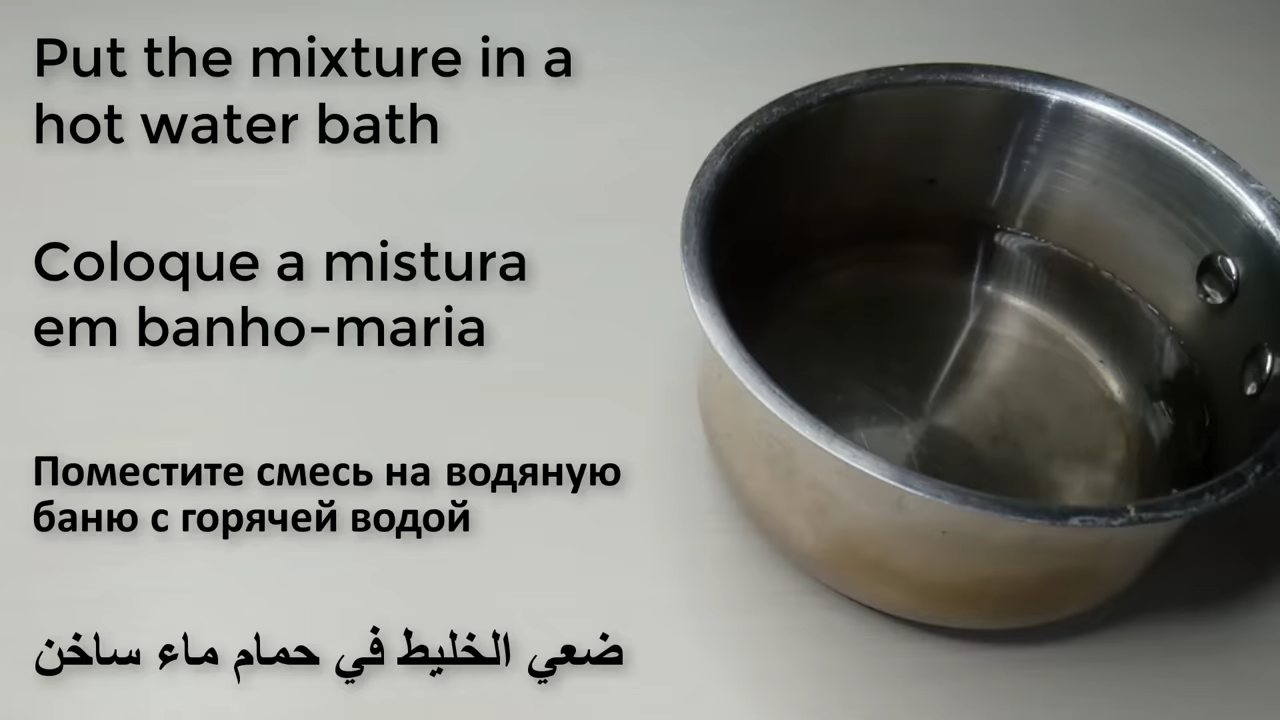 Put the mixture in a
hot water bath
Coloque a mistura
em banho-maria
Поместите смесь на водяную
баню с горячей водой
ضعي الخليط في حمام ماء ساخن